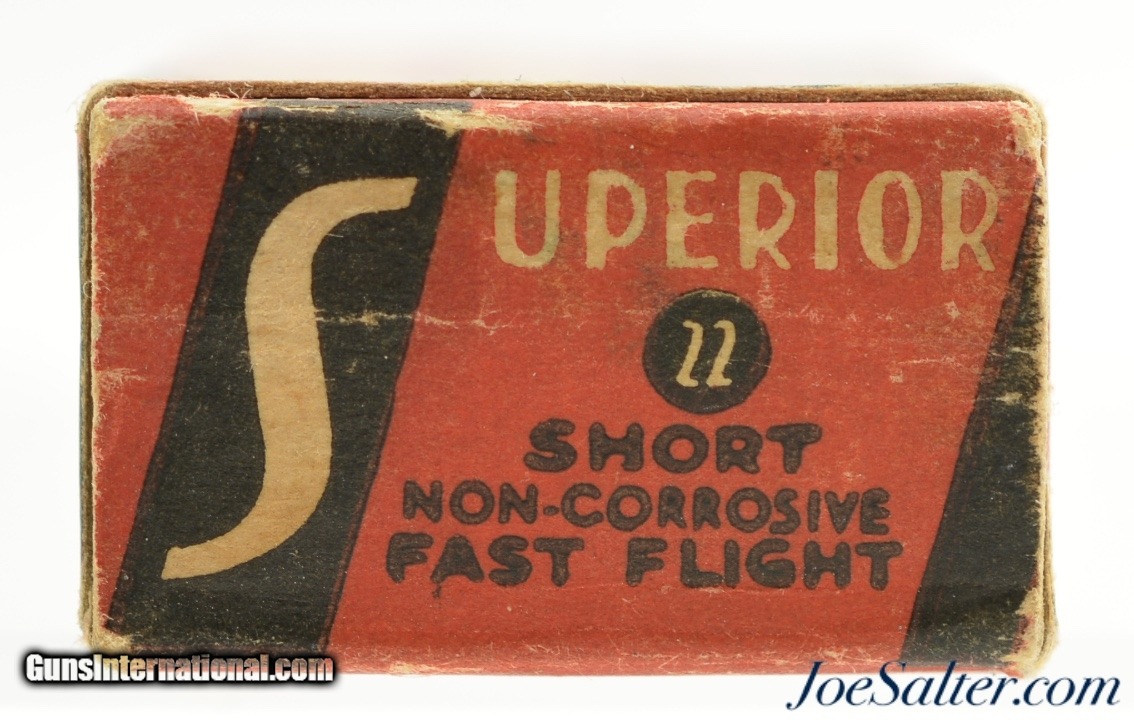 SUPERIOR
22
SHORT
NON-CORROSIVE
FAST FLIGHT
GunsInternational.com
JoeSalter.com